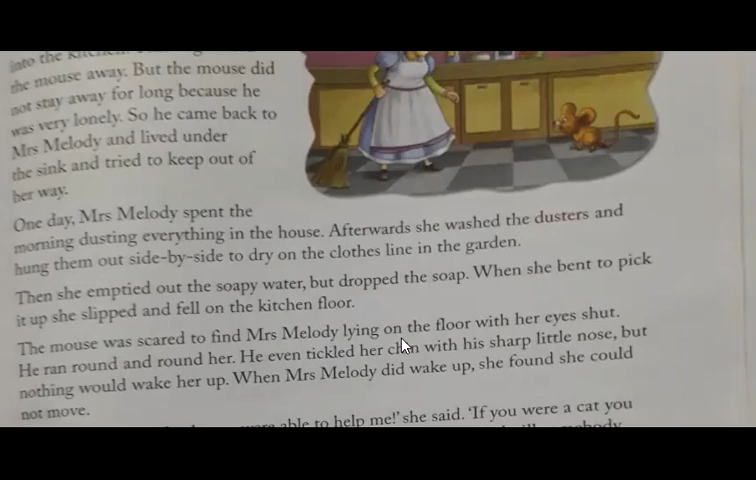 into the
the mouse away. But the mouse did
not stay away for long because he
was very lonely. So he came back to
Mrs Melody and lived under
the sink and tried to keep out of
her way.
One day, Mrs Melody spent the
morning dusting everything in the house. Afterwards she washed the dusters and
hung them out side-by-side to dry on the clothes line in the garden.
Then she emptied out the soapy water, but dropped the soap. When she bent to pick
it up she slipped and fell on the kitchen floor.
The mouse was scared to find Mrs Melody lying on the floor with her eyes shut.
He ran round and round her. He even tickled her chin with his sharp little nose, but
nothing would wake her up. When Mrs Melody did wake up, she found she could
not move.
able to help me!' she said. 'If you were a cat you